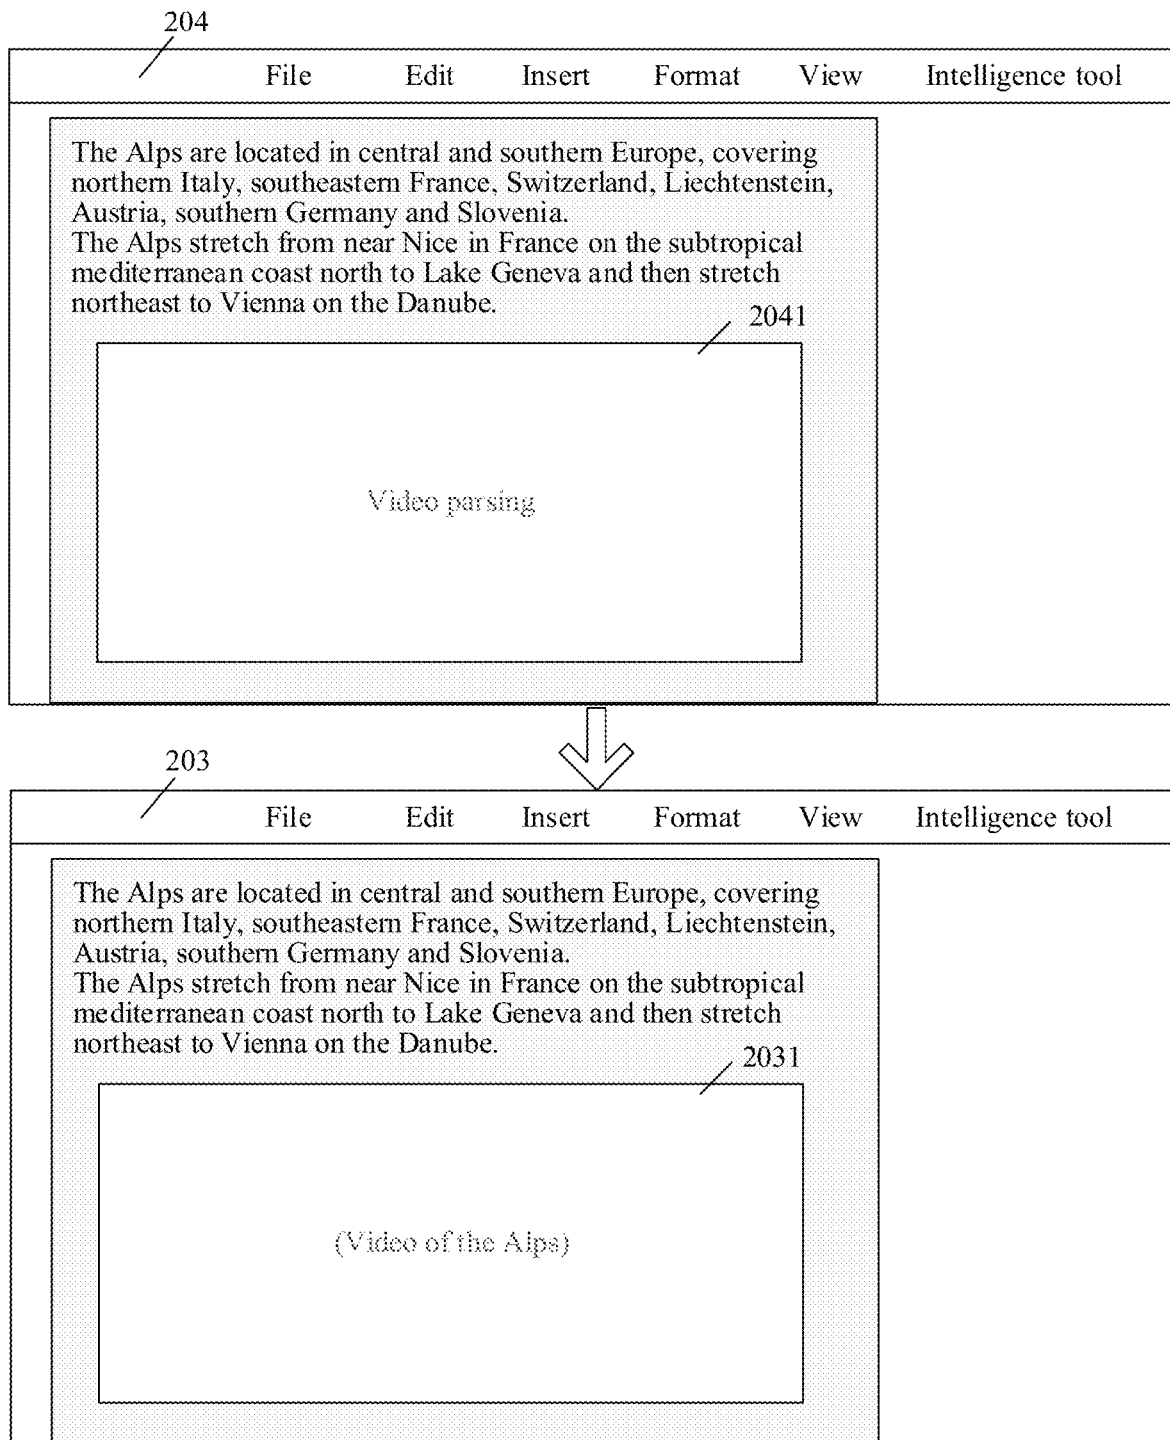 204
File Edit Insert Format View Intelligence tool
The Alps are located in central and southern Europe, covering
northern Italy, southeastern France, Switzerland, Liechtenstein,
Austria, southern Germany and Slovenia.
The Alps stretch from near Nice in France on the subtropical
mediterranean coast north to Lake Geneva and then stretch
northeast to Vienna on the Danube.
2041
Video parsing
203
File Edit Insert Format View Intelligence tool
The Alps are located in central and southern Europe, covering
northern Italy, southeastern France, Switzerland, Liechtenstein,
Austria, southern Germany and Slovenia.
The Alps stretch from near Nice in France on the subtropical
mediterranean coast north to Lake Geneva and then stretch
northeast to Vienna on the Danube.
2031
(Video of the Alps)